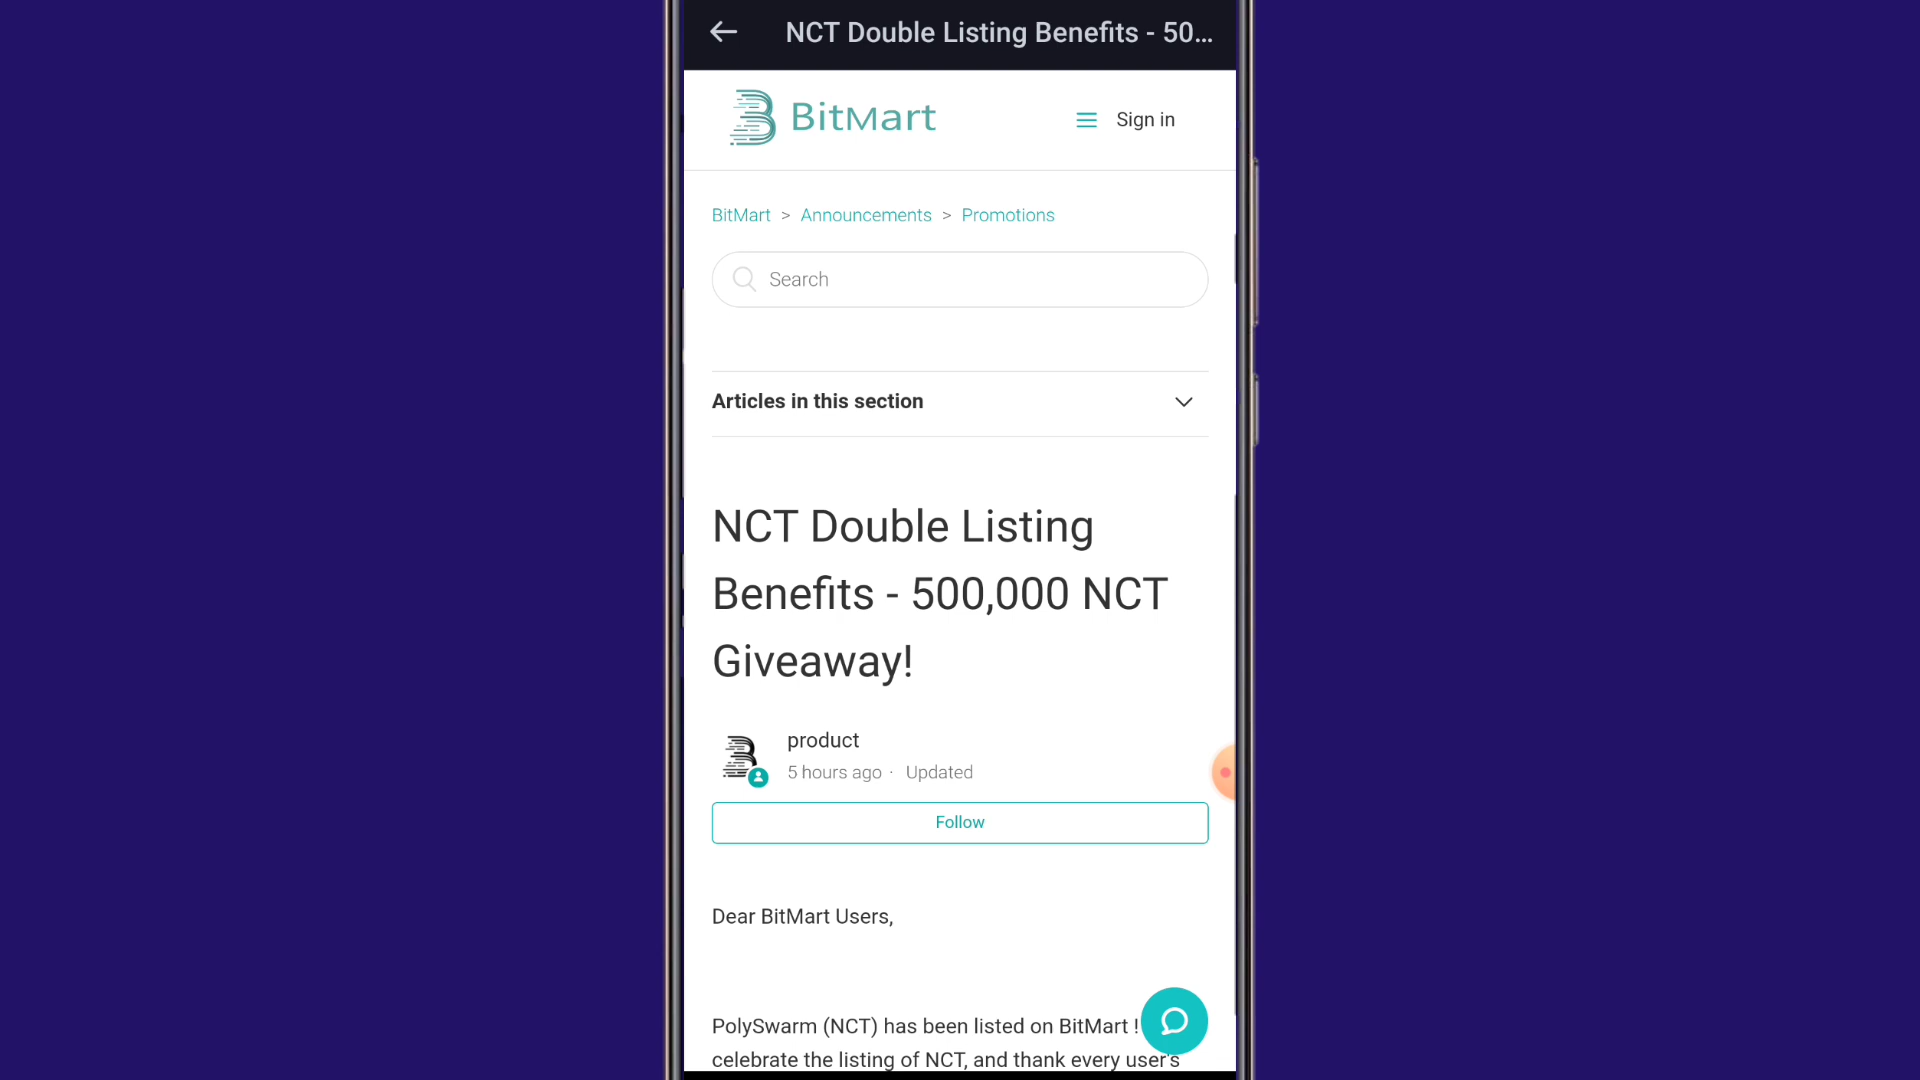 NCT Double Listing Benefits - 50...
BitMart
Sign in
BitMart > Announcements > Promotions
Search
Articles in this section
NCT Double Listing
Benefits - 500,000 NCT
Giveaway!
product
5 hours ago · Updated
Follow
Dear BitMart Users,
PolySwarm (NCT) has been listed on BitMart !
celebrate the listing of NCT, and thank every user's